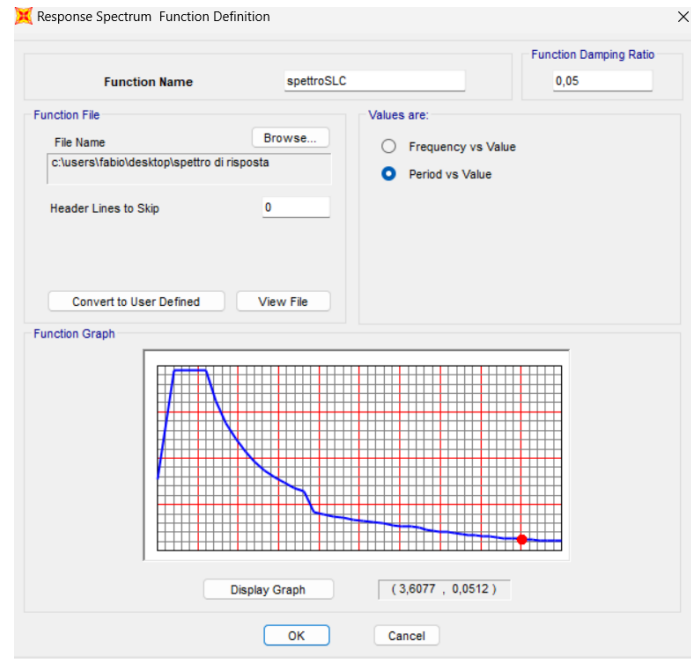 Response Spectrum Function Definition
Function Name
spettroSLC
Function Damping Ratio
0,05
Function File
File Name
Browse...
c:\users\fabio\desktop\spettro di risposta
Header Lines to Skip
0
Convert to User Defined
View File
Values are:
Frequency vs Value
Period vs Value
Function Graph
Display Graph
( 3,6077 , 0,0512 )
OK
Cancel